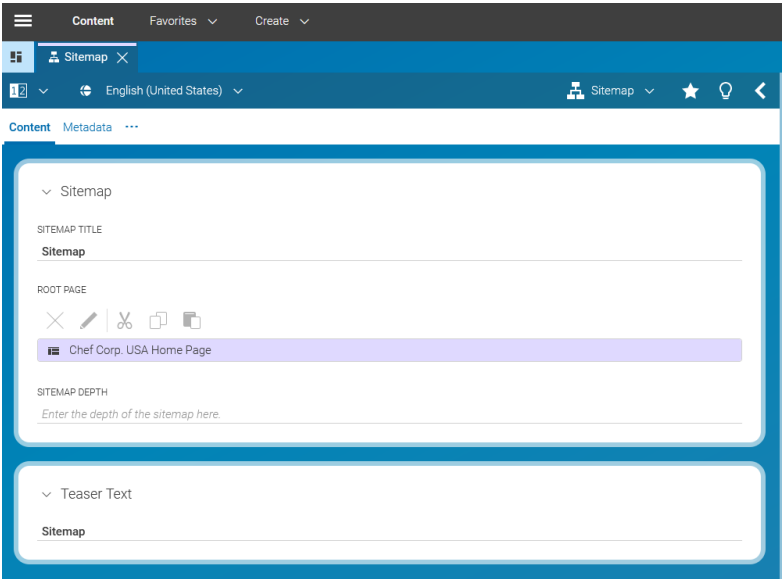 Content Favorites Create
Sitemap
12 English (United States) Sitemap
Content Metadata ···
Sitemap
SITEMAP TITLE
Sitemap
ROOT PAGE
Chef Corp. USA Home Page
SITEMAP DEPTH
Enter the depth of the sitemap here.
Teaser Text
Sitemap